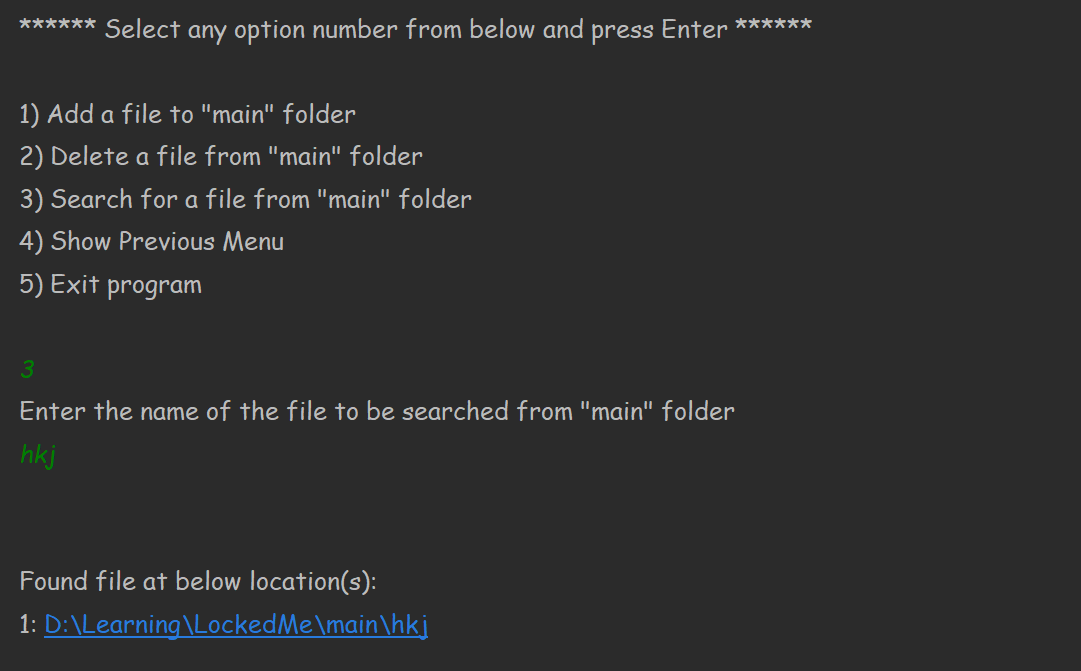 ****** Select any option number from below and press Enter ******
1) Add a file to "main" folder
2) Delete a file from "main" folder
3) Search for a file from "main" folder
4) Show Previous Menu
5) Exit program
3
Enter the name of the file to be searched from "main" folder
hkj
Found file at below location(s):
1: D:\Learning\LockedMe\main\hkj